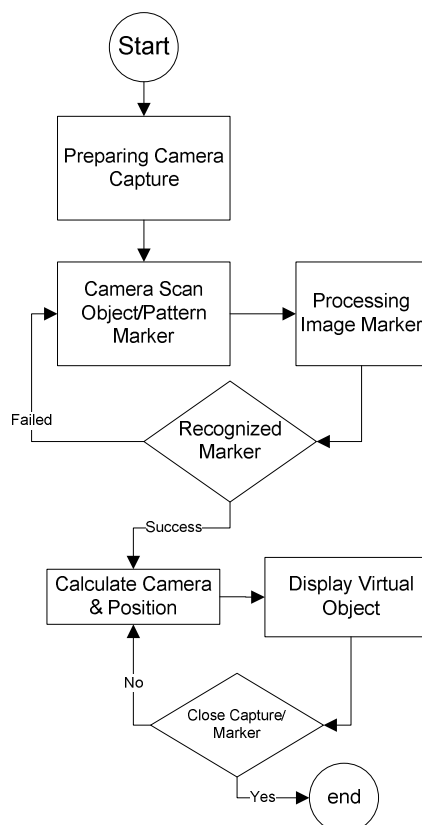 Start
Preparing Camera
Capture
Camera Scan
Object/Pattern
Marker
Processing
Image Marker
Failed
Recognized
Marker
Success
Calculate Camera
& Position
Display Virtual
Object
No
Close Capture/
Marker
Yes
end